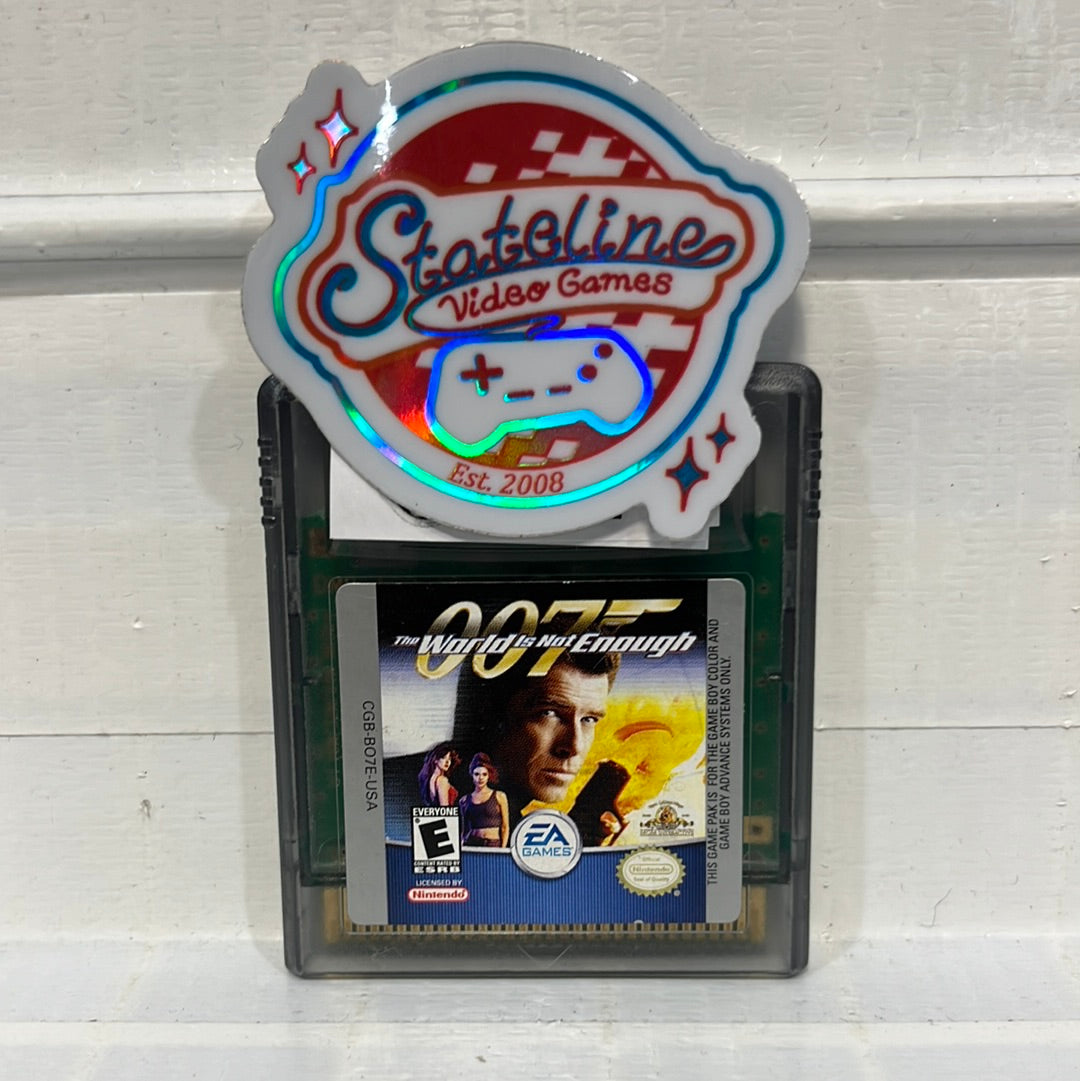 Stateline
Video Games
Est. 2008
007
The World Is Not Enough
CGB-BO7E-USA
THIS GAME PAK IS FOR THE GAME BOY COLOR AND
GAME BOY ADVANCE SYSTEMS ONLY.
EVERYONE
E
CONTENT RATED BY
ESRB
LICENSED BY
Nintendo
EA
GAMES
MGM INTERACTIVE
Official
Nintendo
Seal of Quality